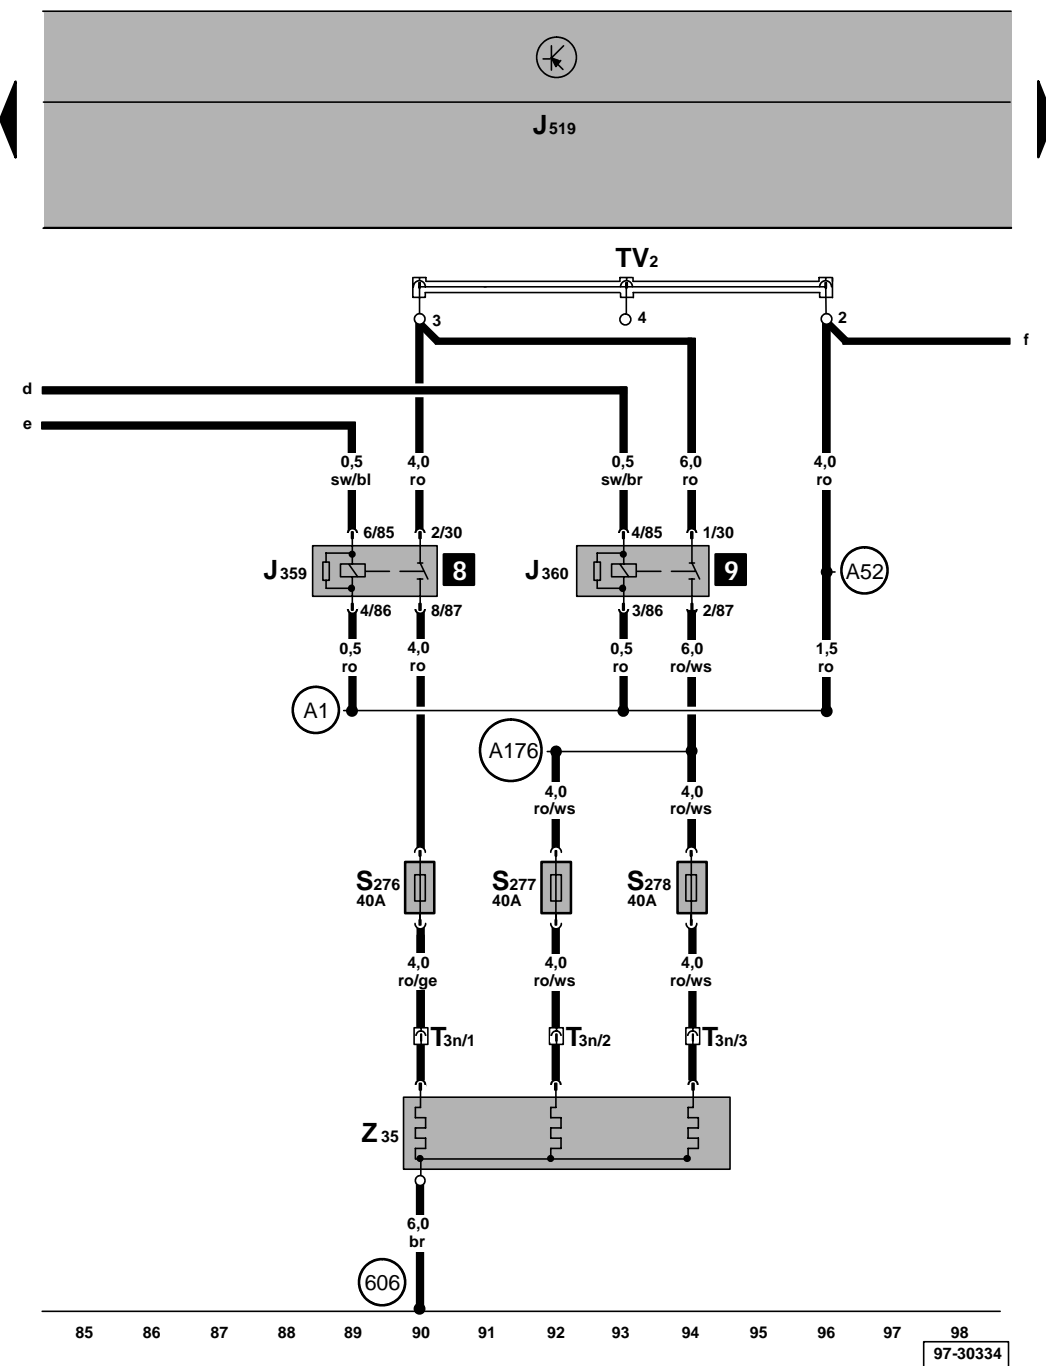 J519
TV2
3
4
2
f
d
e
0,5
sw/bl
4,0
ro
0,5
sw/br
6,0
ro
4,0
ro
6/85
2/30
4/85
1/30
J359
8
J360
9
A52
4/86
8/87
3/86
2/87
0,5
ro
4,0
ro
0,5
ro
6,0
ro/ws
1,5
ro
A1
A176
4,0
ro/ws
4,0
ro/ws
S276
40A
S277
40A
S278
40A
4,0
ro/ge
4,0
ro/ws
4,0
ro/ws
T3n/1
T3n/2
T3n/3
Z35
6,0
br
606
85 86 87 88 89 90 91 92 93 94 95 96 97 98
97-30334